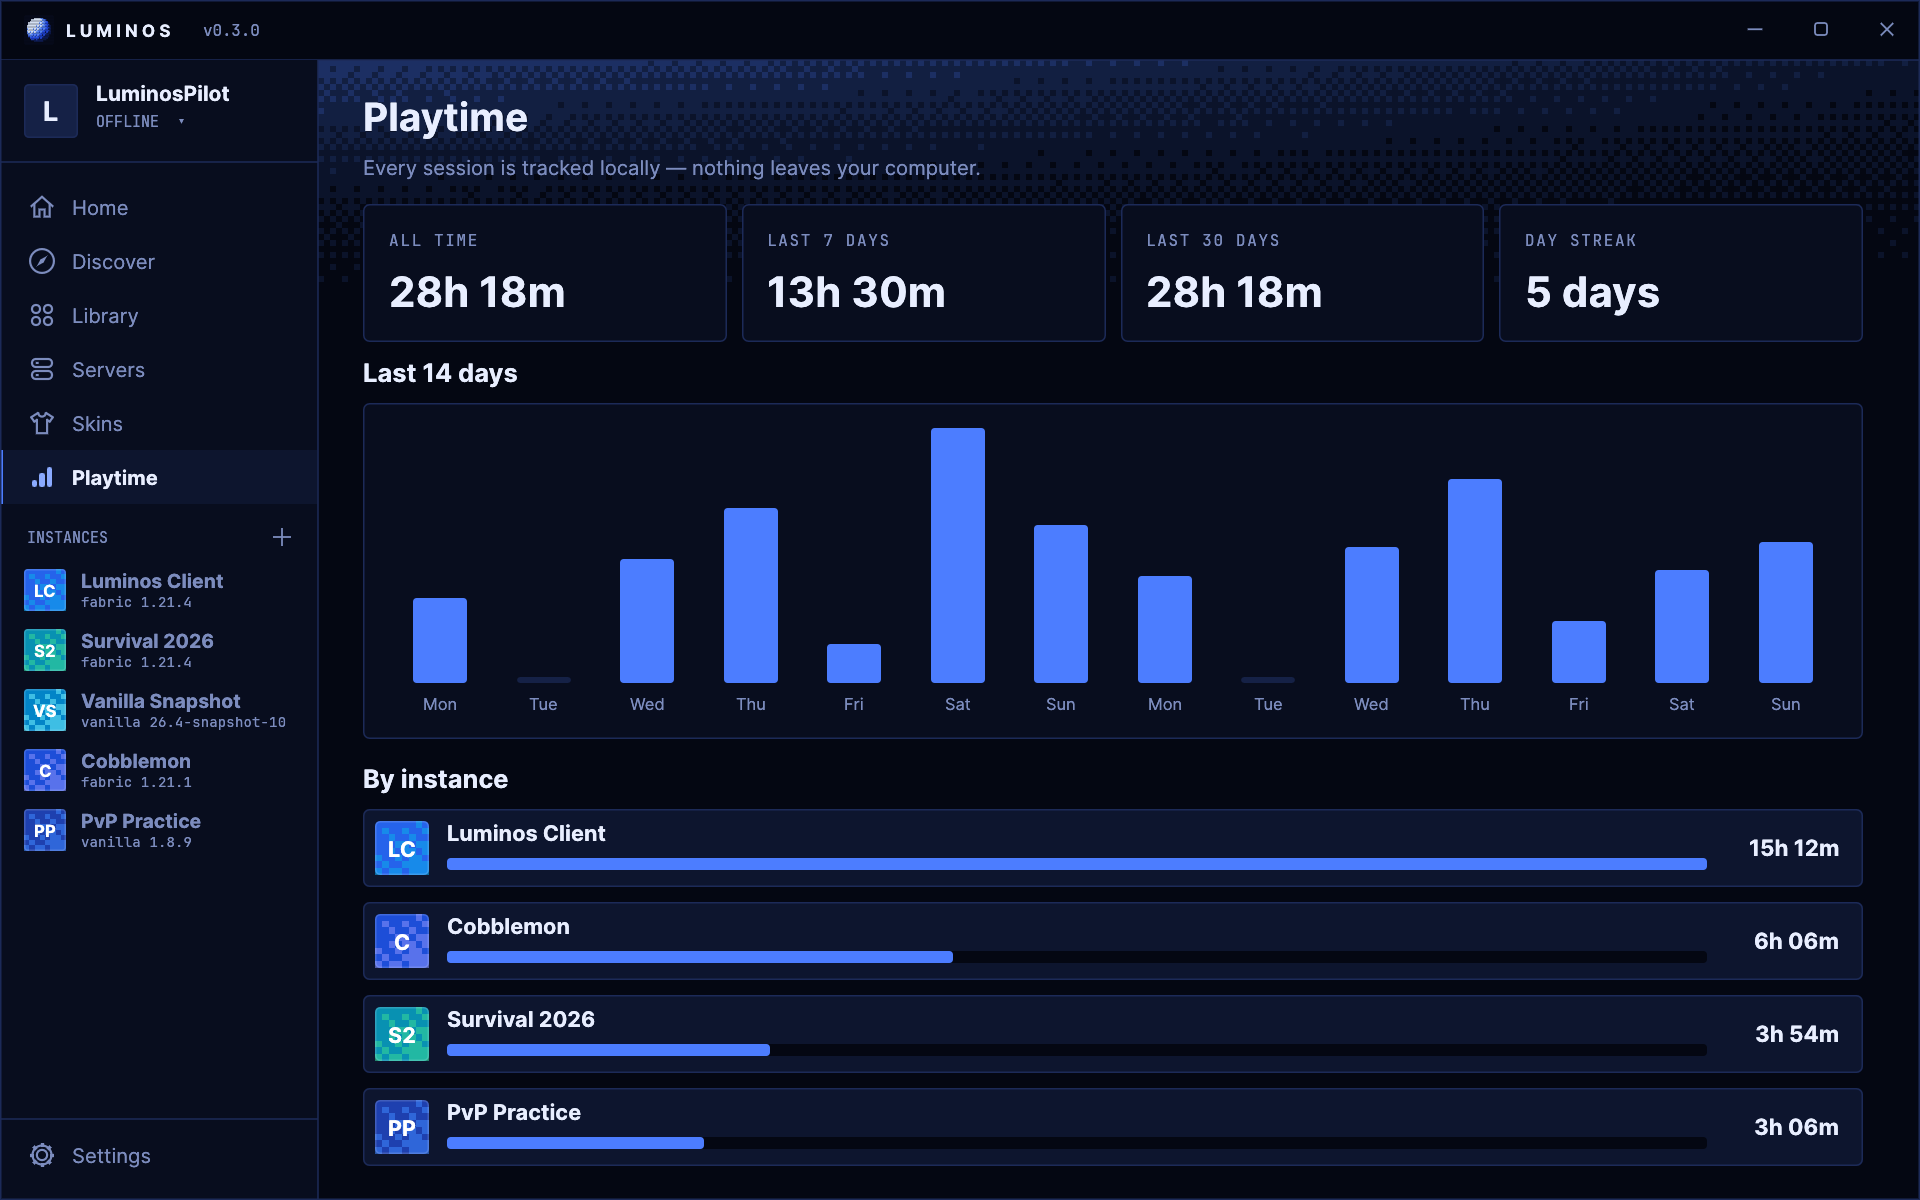 LUMINOS v0.3.0
L
LuminosPilot
OFFLINE
Home
Discover
Library
Servers
Skins
Playtime
INSTANCES
LC
Luminos Client
fabric 1.21.4
S2
Survival 2026
fabric 1.21.4
VS
Vanilla Snapshot
vanilla 26.4-snapshot-10
C
Cobblemon
fabric 1.21.1
PP
PvP Practice
vanilla 1.8.9
Settings
Playtime
Every session is tracked locally — nothing leaves your computer.
ALL TIME
28h 18m
LAST 7 DAYS
13h 30m
LAST 30 DAYS
28h 18m
DAY STREAK
5 days
Last 14 days
Mon Tue Wed Thu Fri Sat Sun Mon Tue Wed Thu Fri Sat Sun
By instance
LC
Luminos Client
15h 12m
C
Cobblemon
6h 06m
S2
Survival 2026
3h 54m
PP
PvP Practice
3h 06m